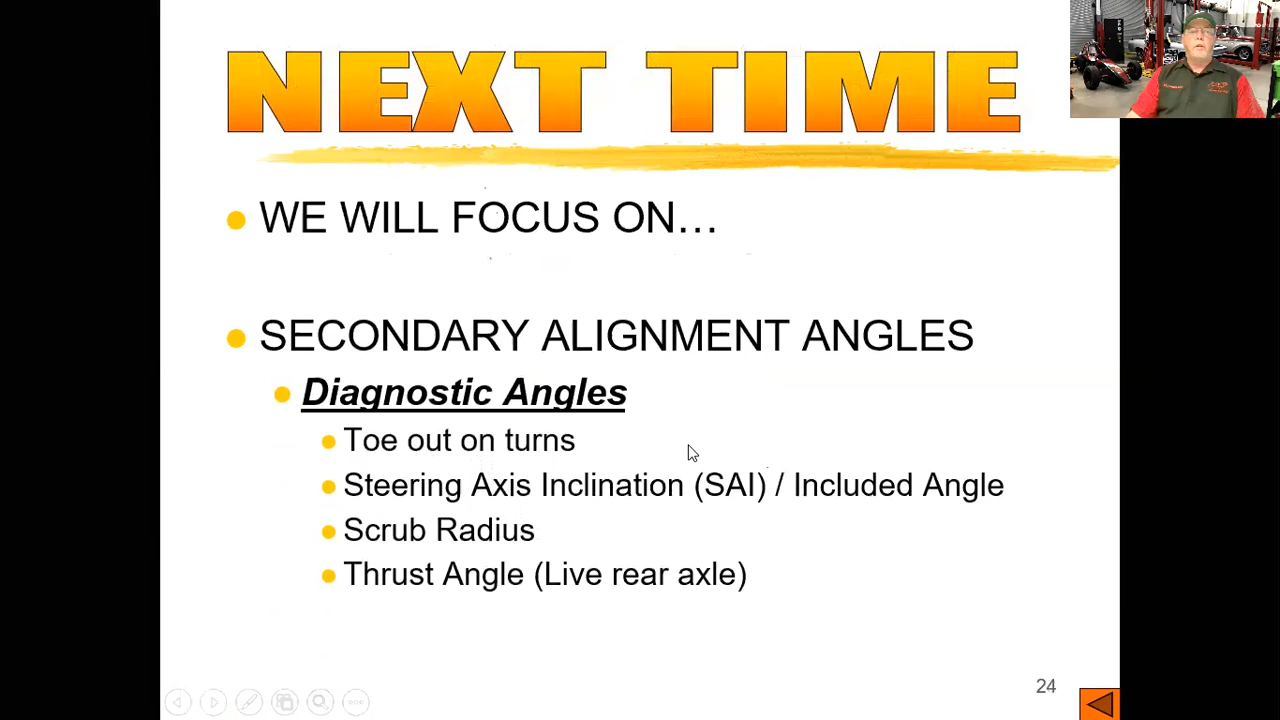 NEXT TIME
WE WILL FOCUS ON…
SECONDARY ALIGNMENT ANGLES
Diagnostic Angles
Toe out on turns
Steering Axis Inclination (SAI) / Included Angle
Scrub Radius
Thrust Angle (Live rear axle)
24